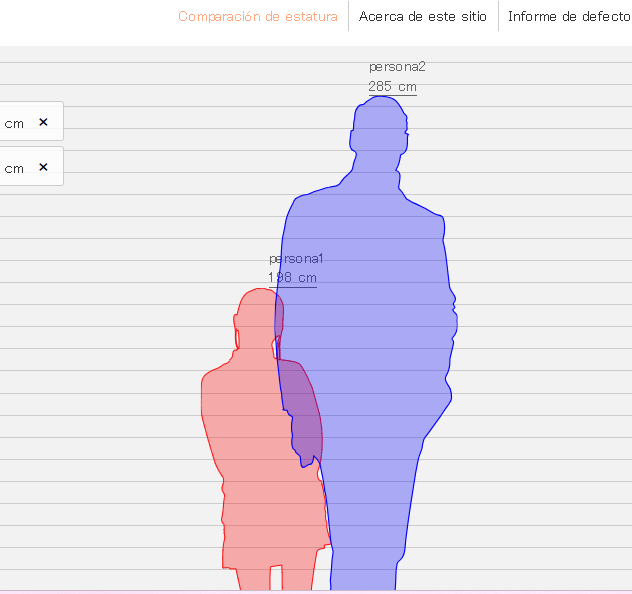 Comparación de estatura
Acerca de este sitio
Informe de defecto
persona2
285 cm
cm ×
cm ×
persona1
198 cm